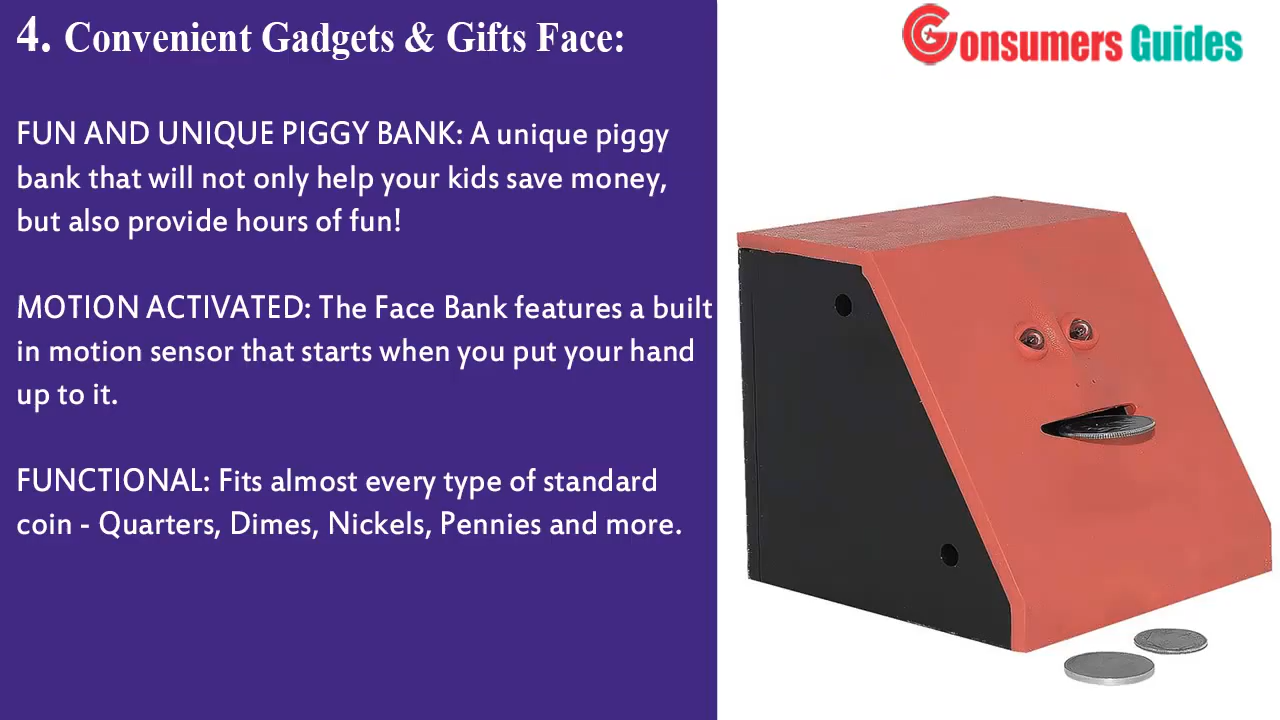 4. Convenient Gadgets & Gifts Face:
Consumers Guides
FUN AND UNIQUE PIGGY BANK: A unique piggy
bank that will not only help your kids save money,
but also provide hours of fun!
MOTION ACTIVATED: The Face Bank features a built
in motion sensor that starts when you put your hand
up to it.
FUNCTIONAL: Fits almost every type of standard
coin - Quarters, Dimes, Nickels, Pennies and more.